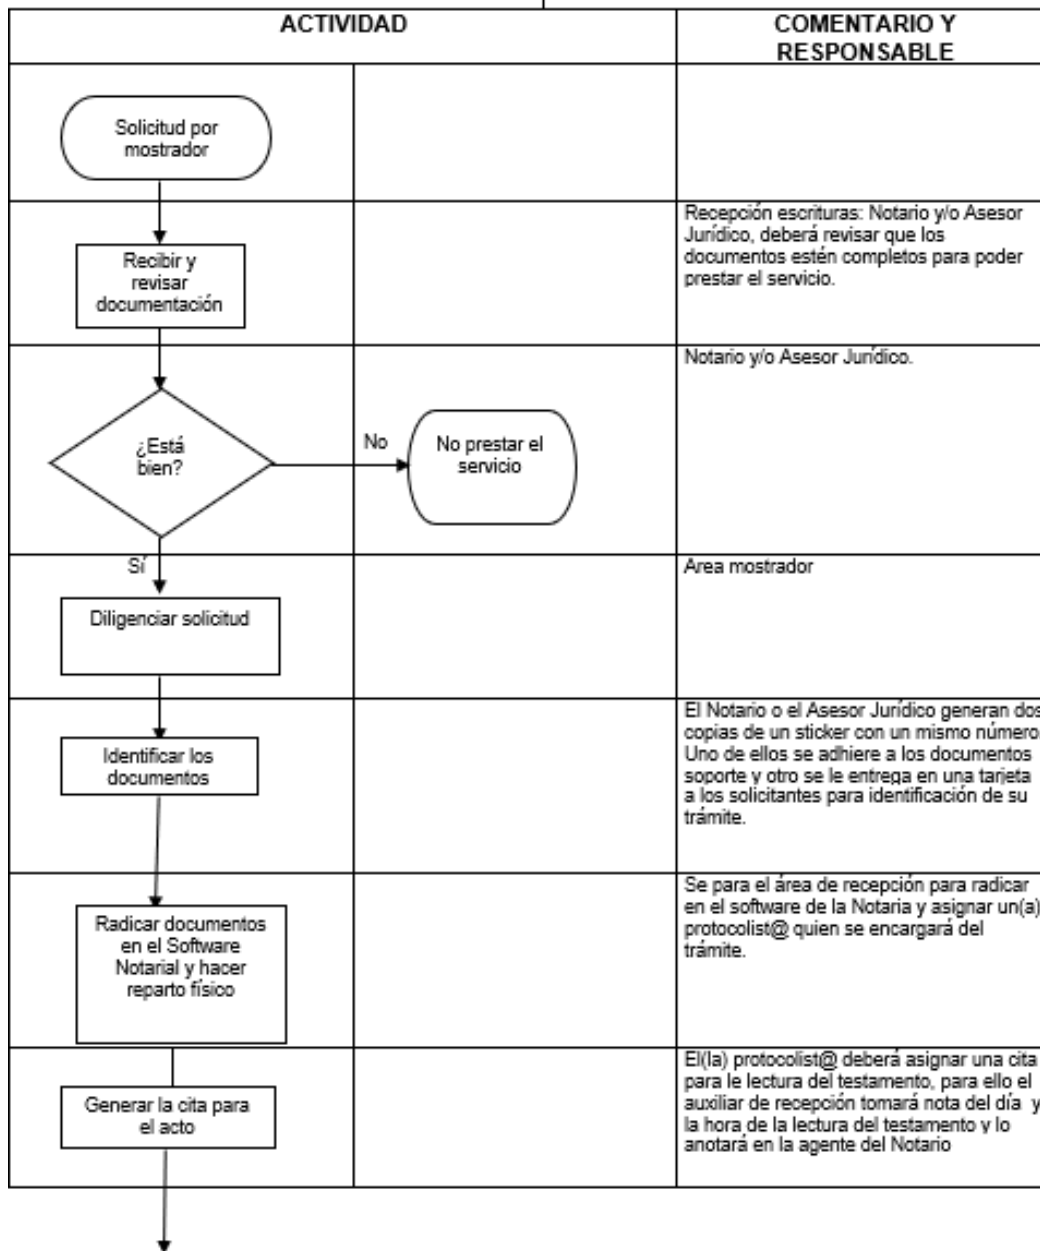 ACTIVIDAD
COMENTARIO Y
RESPONSABLE
Solicitud por
mostrador
Recibir y
revisar
documentación
Recepción escrituras: Notario y/o Asesor
Jurídico, deberá revisar que los
documentos estén completos para poder
prestar el servicio.
¿Está
bien?
No
No prestar el
servicio
Notario y/o Asesor Jurídico.
Sí
Diligenciar solicitud
Area mostrador
Identificar los
documentos
El Notario o el Asesor Jurídico generan dos
copias de un sticker con un mismo número.
Uno de ellos se adhiere a los documentos
soporte y otro se le entrega en una tarjeta
a los solicitantes para identificación de su
trámite.
Radicar documentos
en el Software
Notarial y hacer
reparto físico
Se para el área de recepción para radicar
en el software de la Notaria y asignar un(a)
protocolist@ quien se encargará del
trámite.
Generar la cita para
el acto
El(la) protocolist@ deberá asignar una cita
para le lectura del testamento, para ello el
auxiliar de recepción tomará nota del día y
la hora de la lectura del testamento y lo
anotará en la agente del Notario